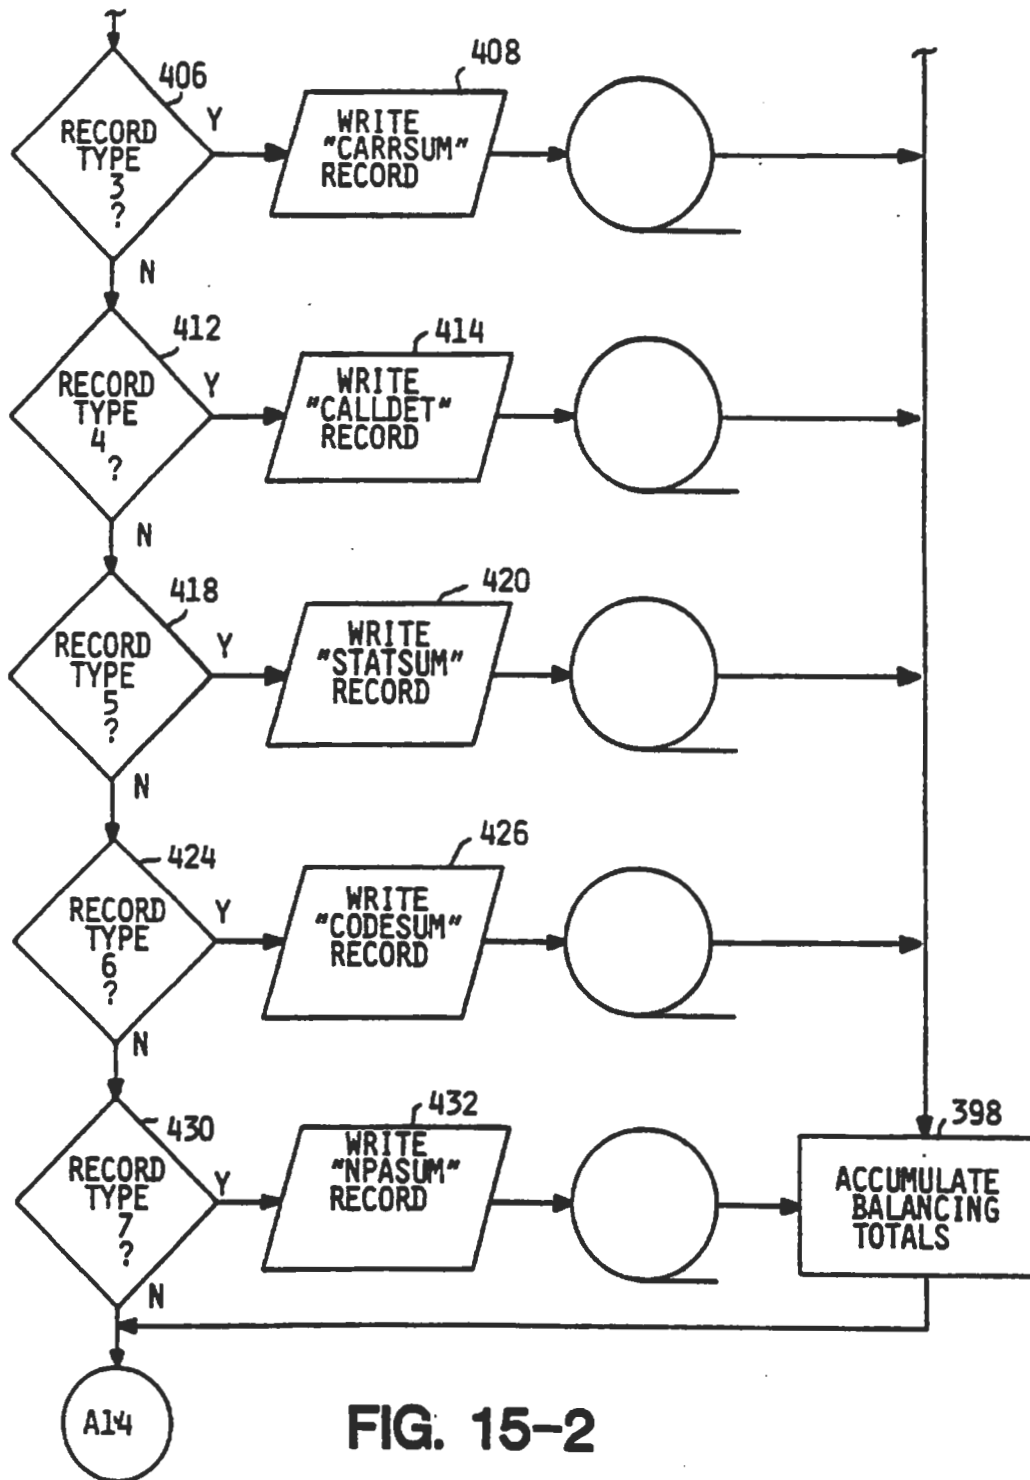 406
RECORD
TYPE
3
?
Y
N
408
WRITE
"CARRSUM"
RECORD
412
RECORD
TYPE
4
?
Y
N
414
WRITE
"CALLDET"
RECORD
418
RECORD
TYPE
5
?
Y
N
420
WRITE
"STATSUM"
RECORD
424
RECORD
TYPE
6
?
Y
N
426
WRITE
"CODESUM"
RECORD
430
RECORD
TYPE
7
?
Y
N
432
WRITE
"NPASUM"
RECORD
398
ACCUMULATE
BALANCING
TOTALS
A14
FIG. 15-2